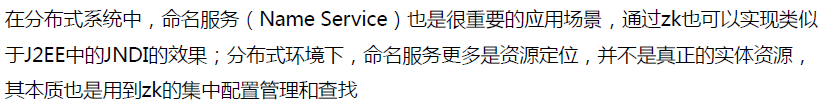 在分布式系统中，命名服务（Name Service）也是很重要的应用场景，通过zk也可以实现类似
于J2EE中的JNDI的效果；分布式环境下，命名服务更多是资源定位，并不是真正的实体资源，
其本质也是用到zk的集中配置管理和查找